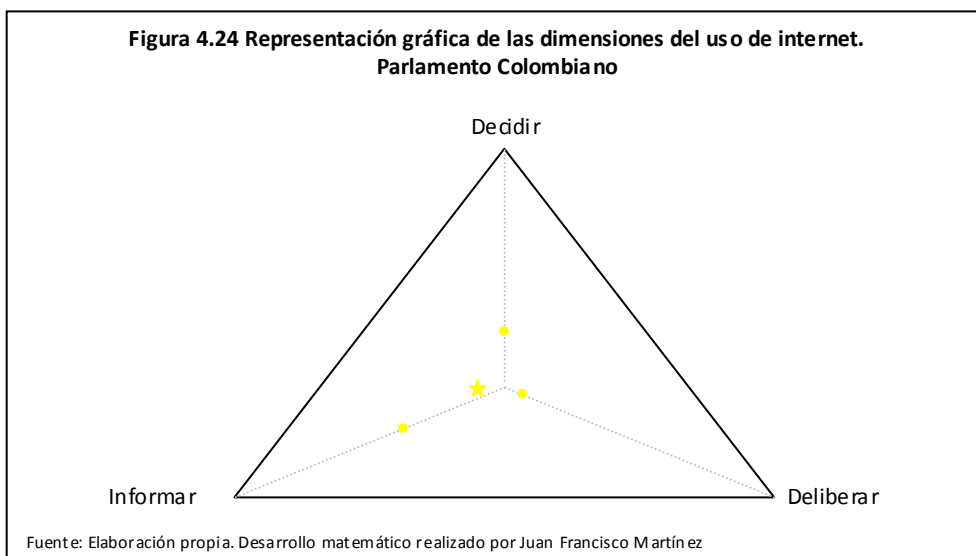 Figura 4.24 Representación gráfica de las dimensiones del uso de internet.
Parlamento Colombiano
Decidir
Informar
Deliberar
Fuente: Elaboración propia. Desarrollo matemático realizado por Juan Francisco Martínez